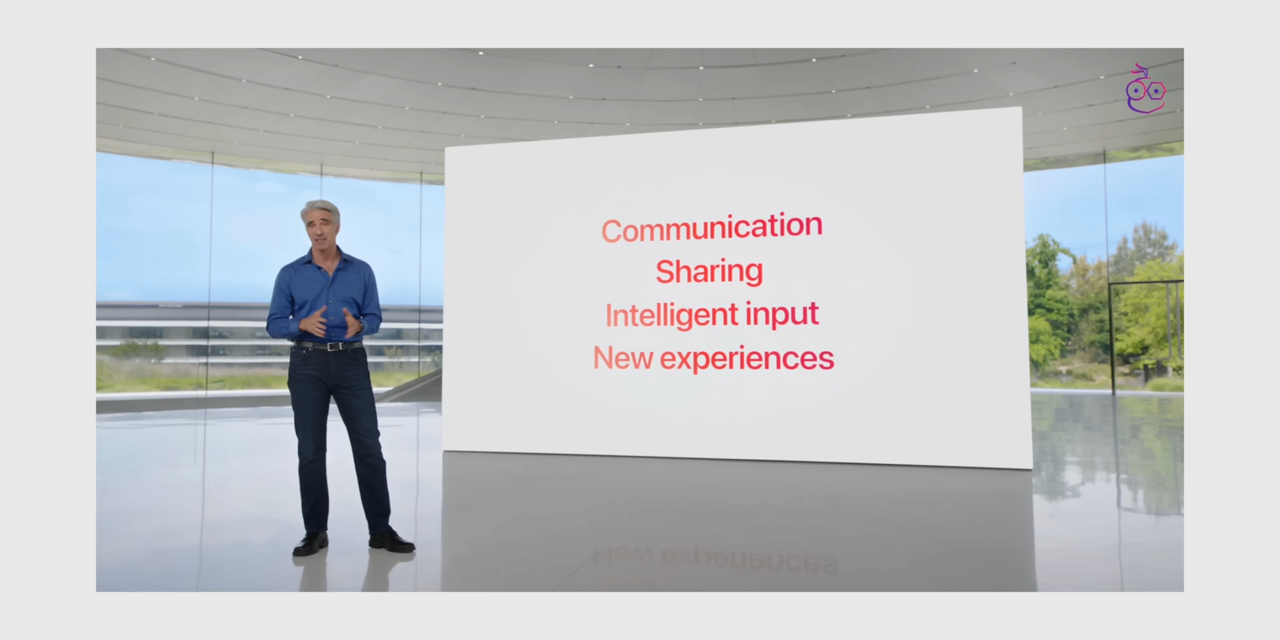 Communication
Sharing
Intelligent input
New experiences